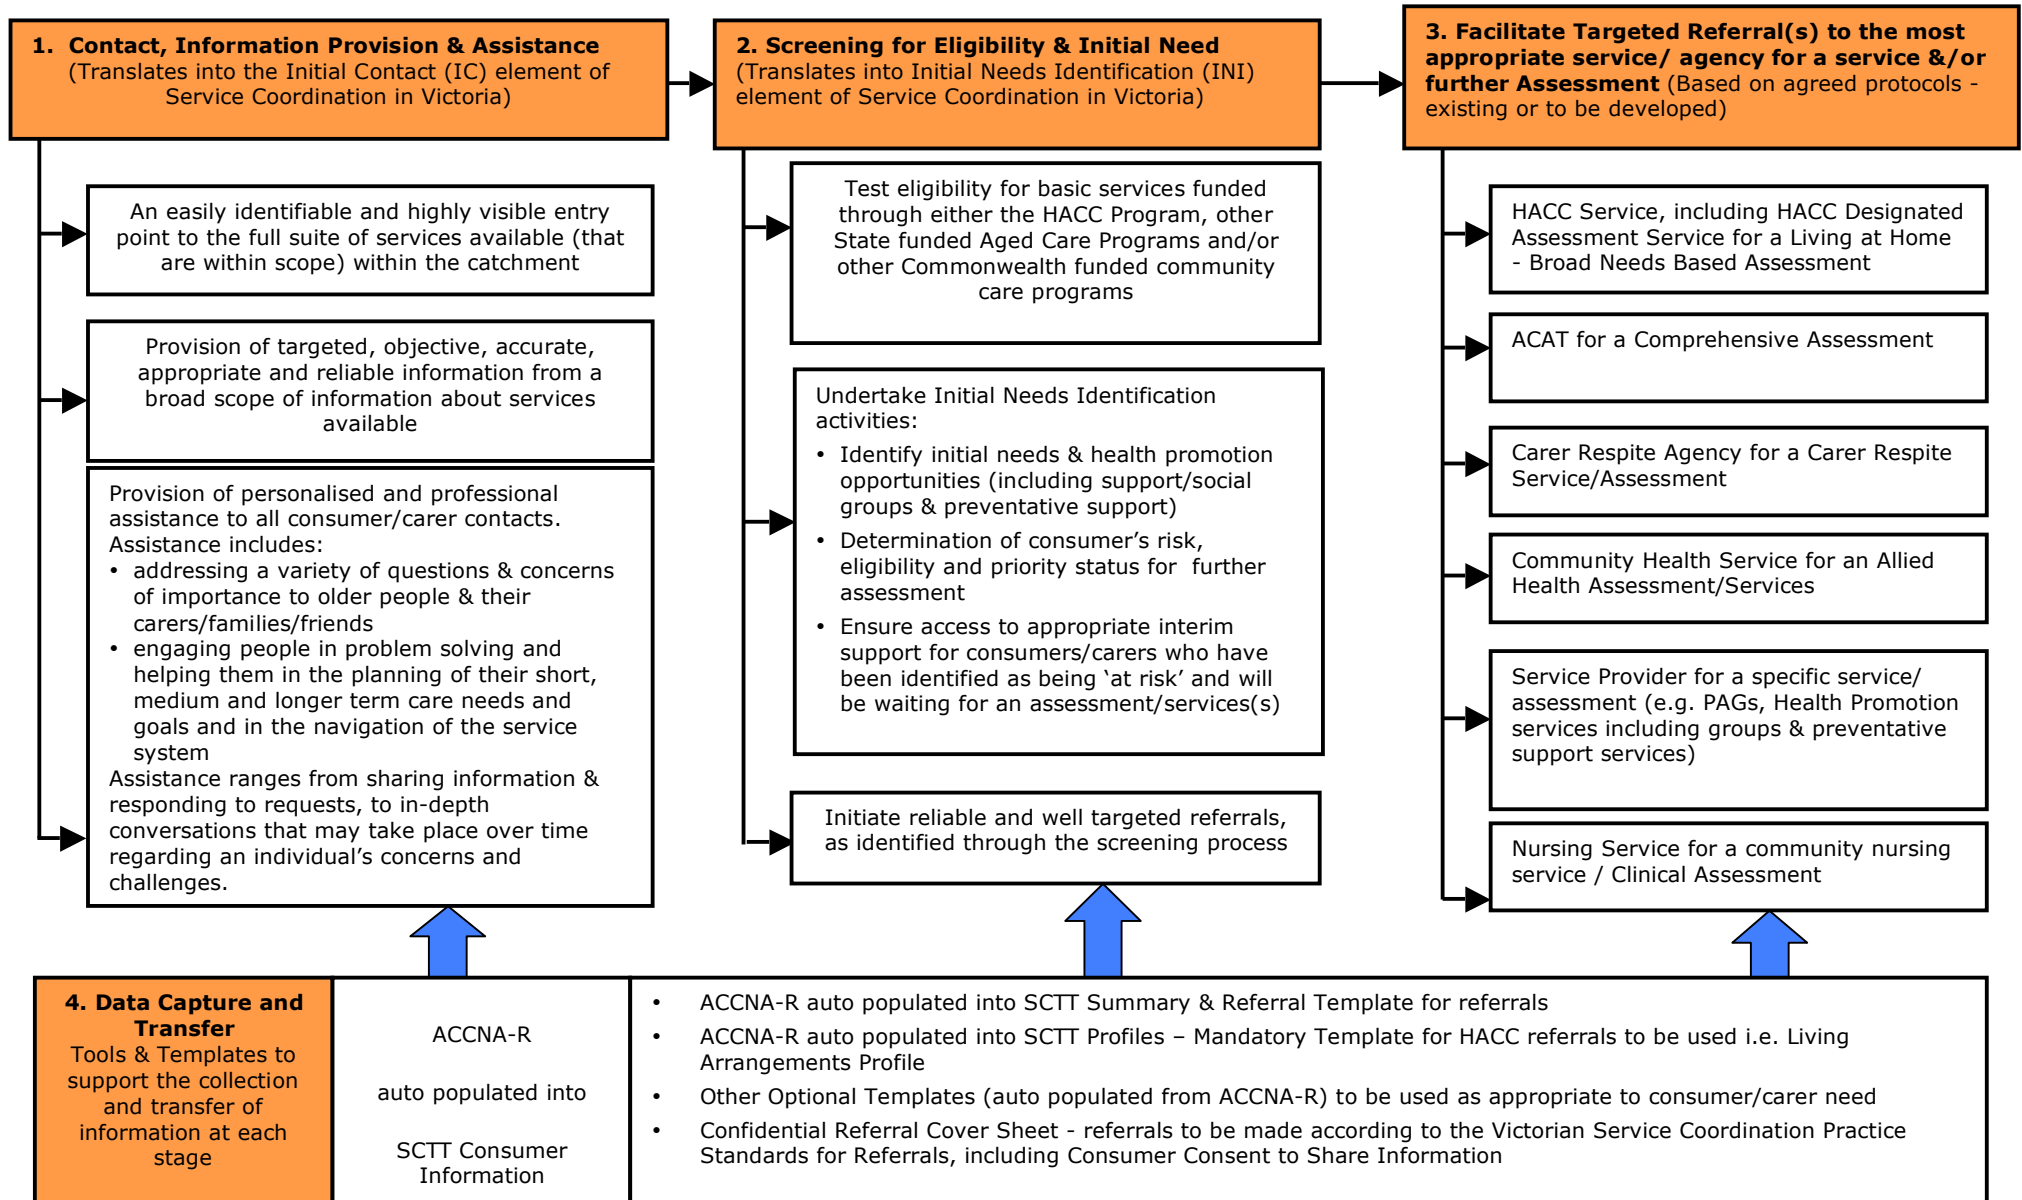 1. Contact, Information Provision & Assistance
(Translates into the Initial Contact (IC) element of
Service Coordination in Victoria)
An easily identifiable and highly visible entry
point to the full suite of services available (that
are within scope) within the catchment
Provision of targeted, objective, accurate,
appropriate and reliable information from a
broad scope of information about services
available
Provision of personalised and professional
assistance to all consumer/carer contacts.
Assistance includes:
• addressing a variety of questions & concerns
of importance to older people & their
carers/families/friends
• engaging people in problem solving and
helping them in the planning of their short,
medium and longer term care needs and
goals and in the navigation of the service
system
Assistance ranges from sharing information &
responding to requests, to in-depth
conversations that may take place over time
regarding an individual’s concerns and
challenges.
2. Screening for Eligibility & Initial Need
(Translates into Initial Needs Identification (INI)
element of Service Coordination in Victoria)
Test eligibility for basic services funded
through either the HACC Program, other
State funded Aged Care Programs and/or
other Commonwealth funded community
care programs
Undertake Initial Needs Identification
activities:
• Identify initial needs & health promotion
opportunities (including support/social
groups & preventative support)
• Determination of consumer’s risk,
eligibility and priority status for further
assessment
• Ensure access to appropriate interim
support for consumers/carers who have
been identified as being ‘at risk’ and will
be waiting for an assessment/services(s)
Initiate reliable and well targeted referrals,
as identified through the screening process
3. Facilitate Targeted Referral(s) to the most
appropriate service/ agency for a service &/or
further Assessment (Based on agreed protocols -
existing or to be developed)
HACC Service, including HACC Designated
Assessment Service for a Living at Home
- Broad Needs Based Assessment
ACAT for a Comprehensive Assessment
Carer Respite Agency for a Carer Respite
Service/Assessment
Community Health Service for an Allied
Health Assessment/Services
Service Provider for a specific service/
assessment (e.g. PAGs, Health Promotion
services including groups & preventative
support services)
Nursing Service for a community nursing
service / Clinical Assessment
4. Data Capture and
Transfer
Tools & Templates to
support the collection
and transfer of
information at each
stage
ACCNA-R
auto populated into
SCTT Consumer
Information
• ACCNA-R auto populated into SCTT Summary & Referral Template for referrals
• ACCNA-R auto populated into SCTT Profiles – Mandatory Template for HACC referrals to be used i.e. Living
Arrangements Profile
• Other Optional Templates (auto populated from ACCNA-R) to be used as appropriate to consumer/carer need
• Confidential Referral Cover Sheet - referrals to be made according to the Victorian Service Coordination Practice
Standards for Referrals, including Consumer Consent to Share Information